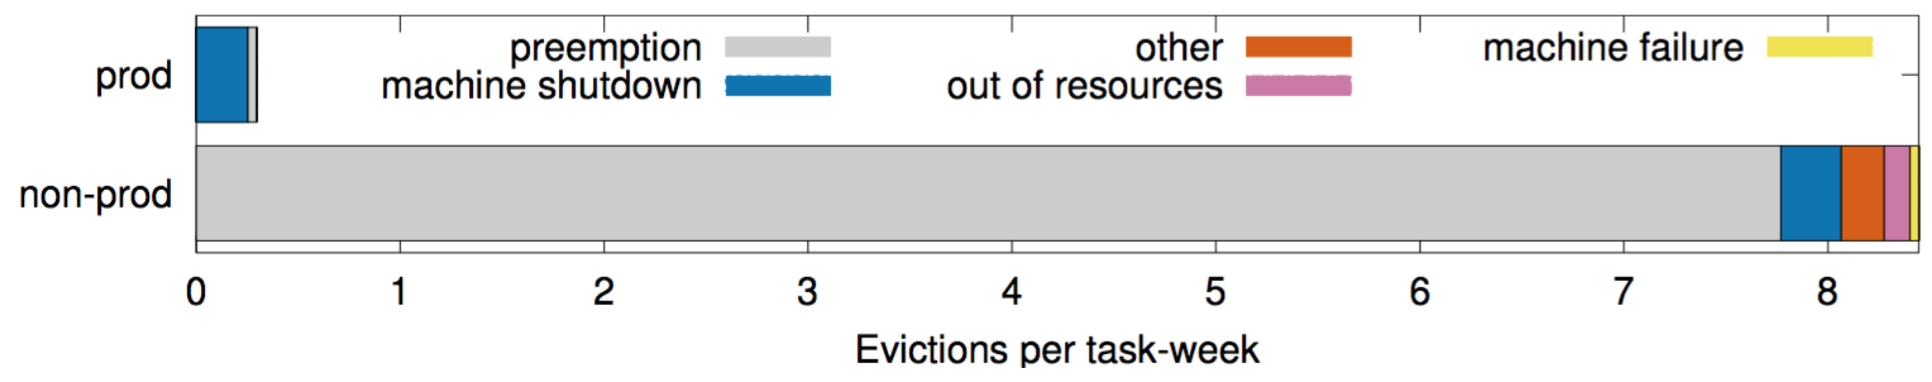 prod
preemption
other
machine failure
machine shutdown
out of resources
non-prod
0 1 2 3 4 5 6 7 8
Evictions per task-week